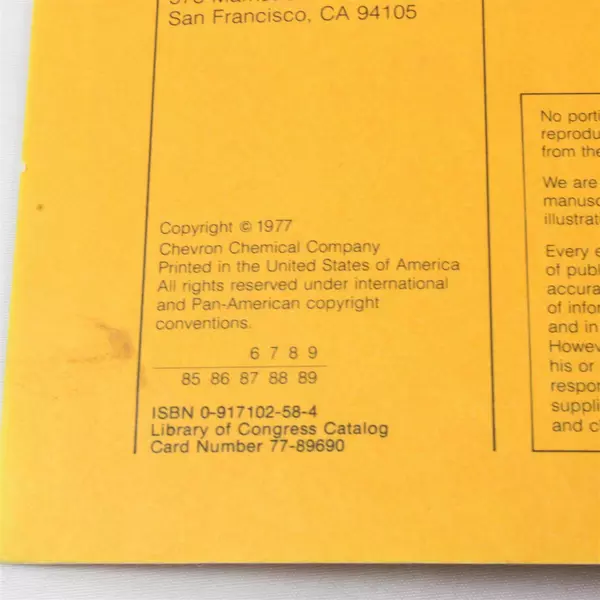 San Francisco, CA 94105
Copyright © 1977
Chevron Chemical Company
Printed in the United States of America
All rights reserved under international
and Pan-American copyright
conventions.
6 7 8 9
85 86 87 88 89
ISBN 0-917102-58-4
Library of Congress Catalog
Card Number 77-89690
No
reprodu
from the
We are
manusc
illustrat
Every e
of publ
accura
of infor
and in
Howev
his or
respon
suppli
and c